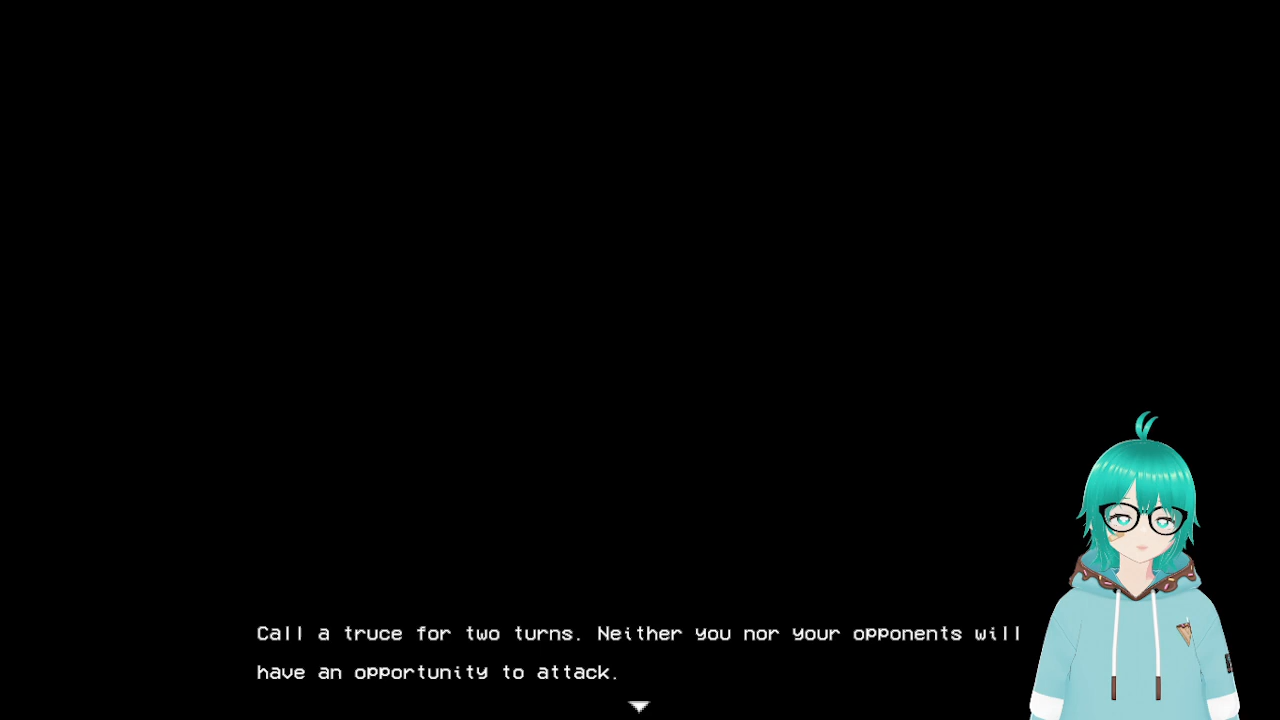 Call a truce for two turns. Neither you nor your opponents will
have an opportunity to attack.